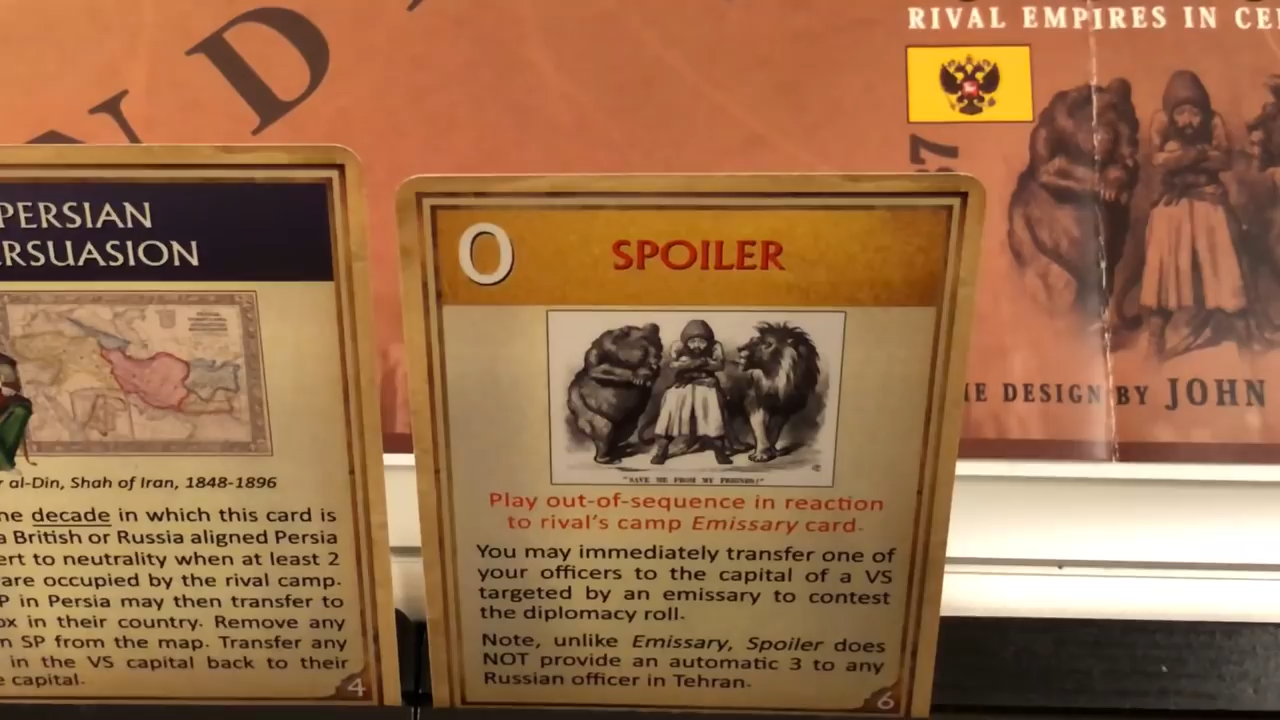 ND
RIVAL EMPIRES IN
PERSIAN
RSUASION
al-Din, Shah of Iran, 1848-1896
decade in which this card is
a British or Russia aligned Persia
ert to neutrality when at least 2
are occupied by the rival camp.
P in Persia may then transfer to
ox in their country. Remove any
n SP from the map. Transfer any
in the VS capital back to their
capital.
4
0
SPOILER
"SAVE ME FROM MY FRIENDS!"
Play out-of-sequence in reaction
to rival's camp Emissary card.
You may immediately transfer one of
your officers to the capital of a VS
targeted by an emissary to contest
the diplomacy roll.
Note, unlike Emissary, Spoiler does
NOT provide an automatic 3 to any
Russian officer in Tehran.
6
57
DESIGN BY JOHN